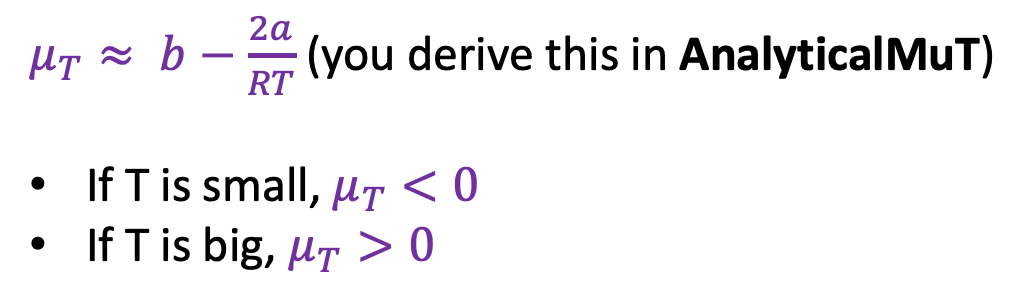 μ_T ≈ b − 2a/RT (you derive this in AnalyticalMuT)
• If T is small, μ_T < 0
• If T is big, μ_T > 0